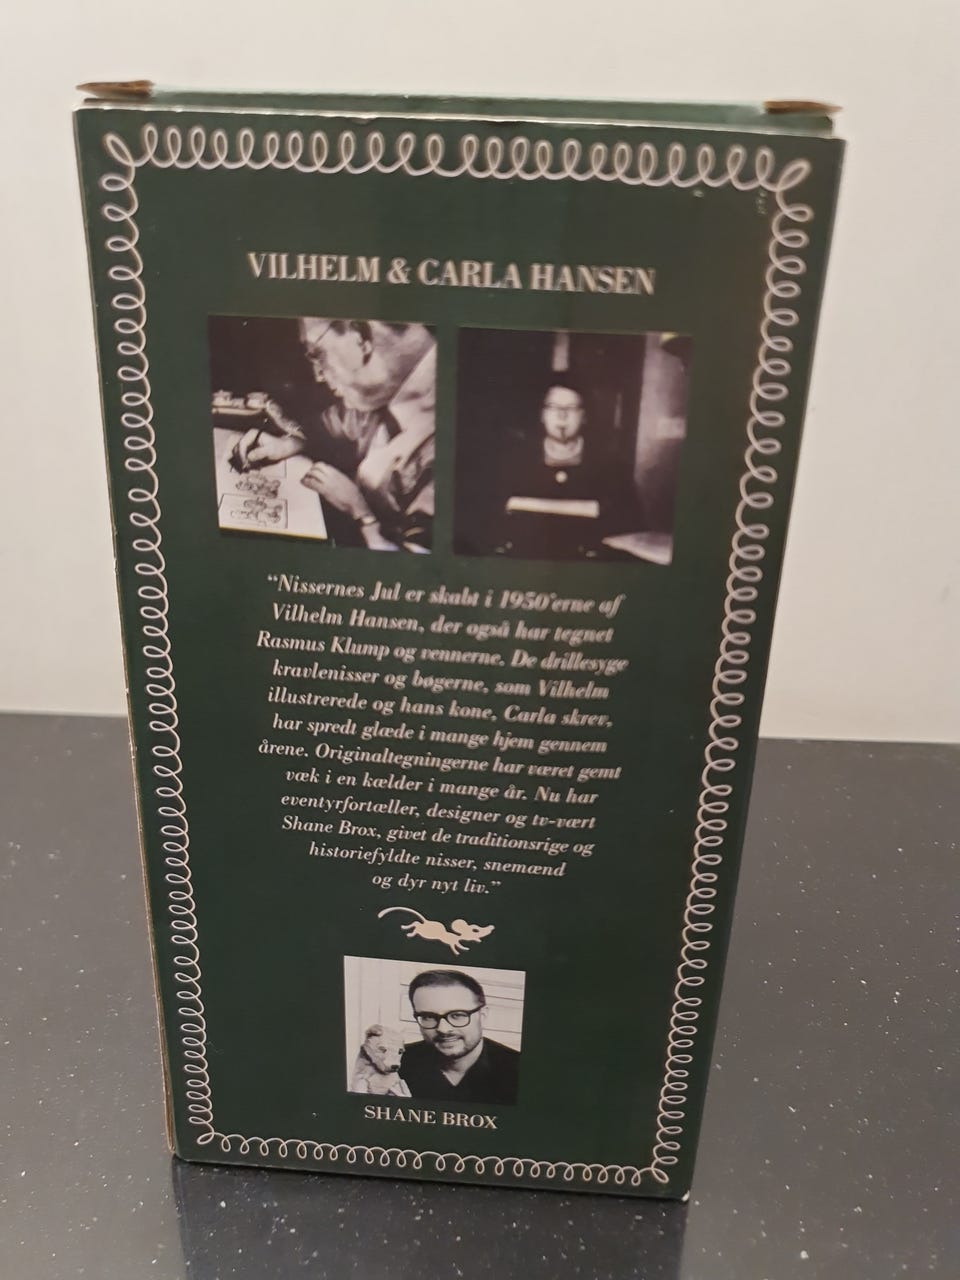 VILHELM & CARLA HANSEN
“Nissernes Jul er skabt i 1950’erne af
Vilhelm Hansen, der også har tegnet
Rasmus Klump og vennerne. De drillesyge
kravlenisser og bøgerne, som Vilhelm
illustrerede og hans kone, Carla skrev,
har spredt glæde i mange hjem gennem
årene. Originaltegningerne har været gemt
væk i en kælder i mange år. Nu har
eventyrfortæller, designer og tv-vært
Shane Brox, givet de traditionsrige og
historiefyldte nisser, snemænd
og dyr nyt liv.”
SHANE BROX